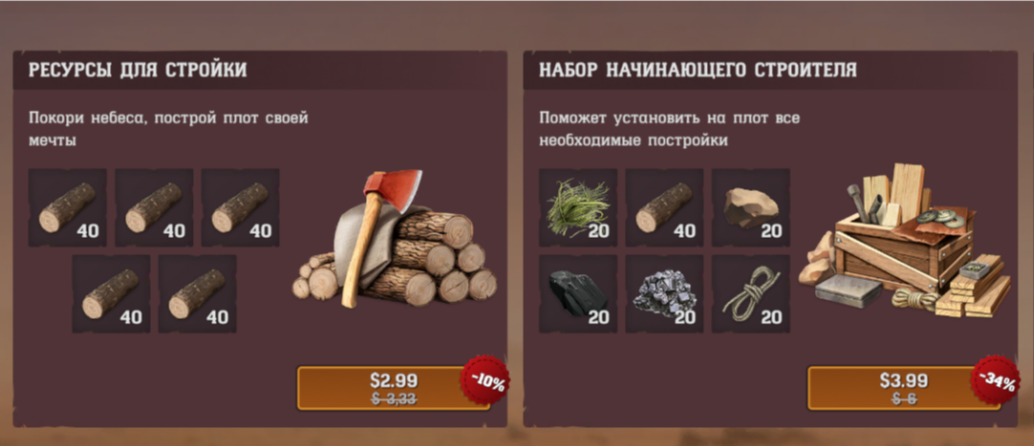 РЕСУРСЫ ДЛЯ СТРОЙКИ
Покори небеса, построй плот своей
мечты
40 40 40
40 40
$2.99
$ 3,33
-10%
НАБОР НАЧИНАЮЩЕГО СТРОИТЕЛЯ
Поможет установить на плот все
необходимые постройки
20 40 20
20 20 20
$3.99
$ 6
-34%